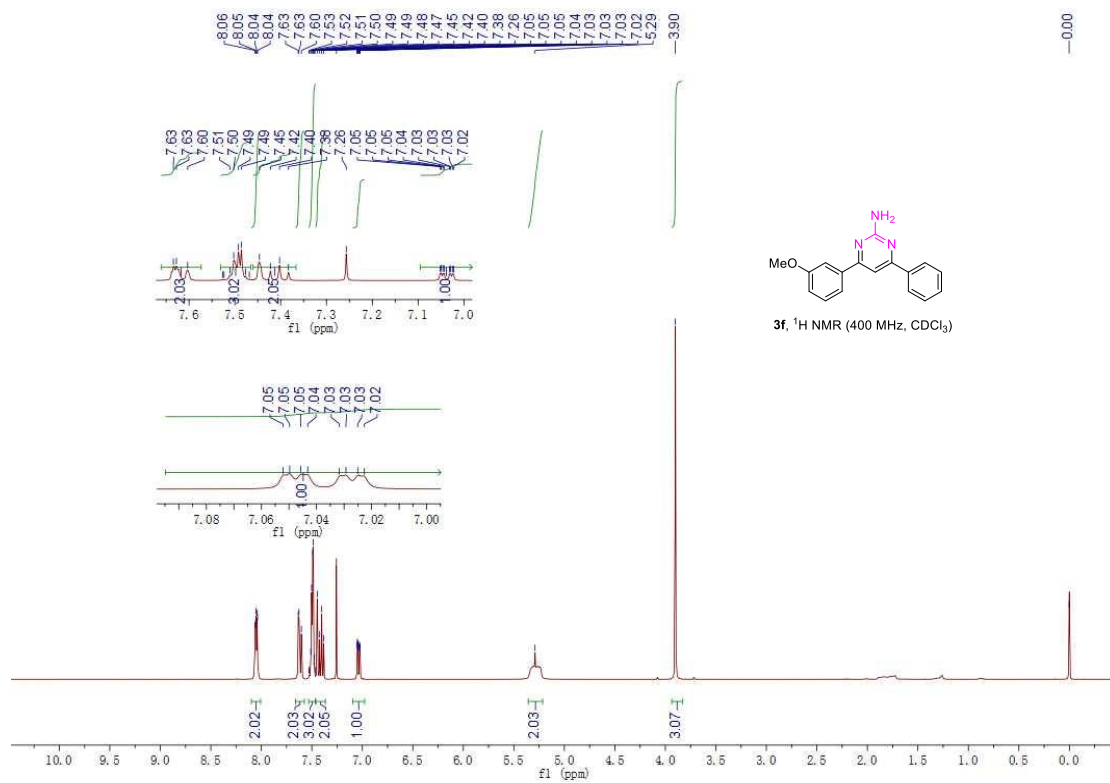 8.06 8.05 8.04 8.04 7.63 7.63 7.60 7.53 7.52 7.51 7.50 7.49 7.49 7.48 7.47 7.45 7.42 7.40 7.38 7.26 7.05 7.05 7.05 7.04 7.03 7.03 7.03 7.02 5.29 3.90 0.00
7.63 7.63 7.60 7.51 7.50 7.49 7.49 7.45 7.42 7.40 7.38 7.26 7.05 7.05 7.05 7.04 7.03 7.03 7.03 7.02
2.03 3.02 2.05 1.00
7.6 7.5 7.4 7.3 7.2 7.1 7.0
f1 (ppm)
NH2
N N
MeO
3f, 1H NMR (400 MHz, CDCl3)
7.05 7.05 7.05 7.04 7.03 7.03 7.03 7.02
1.00
7.08 7.06 7.04 7.02 7.00
f1 (ppm)
2.02 2.03 3.02 2.05 1.00 2.03 3.07
10.0 9.5 9.0 8.5 8.0 7.5 7.0 6.5 6.0 5.5 5.0 4.5 4.0 3.5 3.0 2.5 2.0 1.5 1.0 0.5 0.0
f1 (ppm)